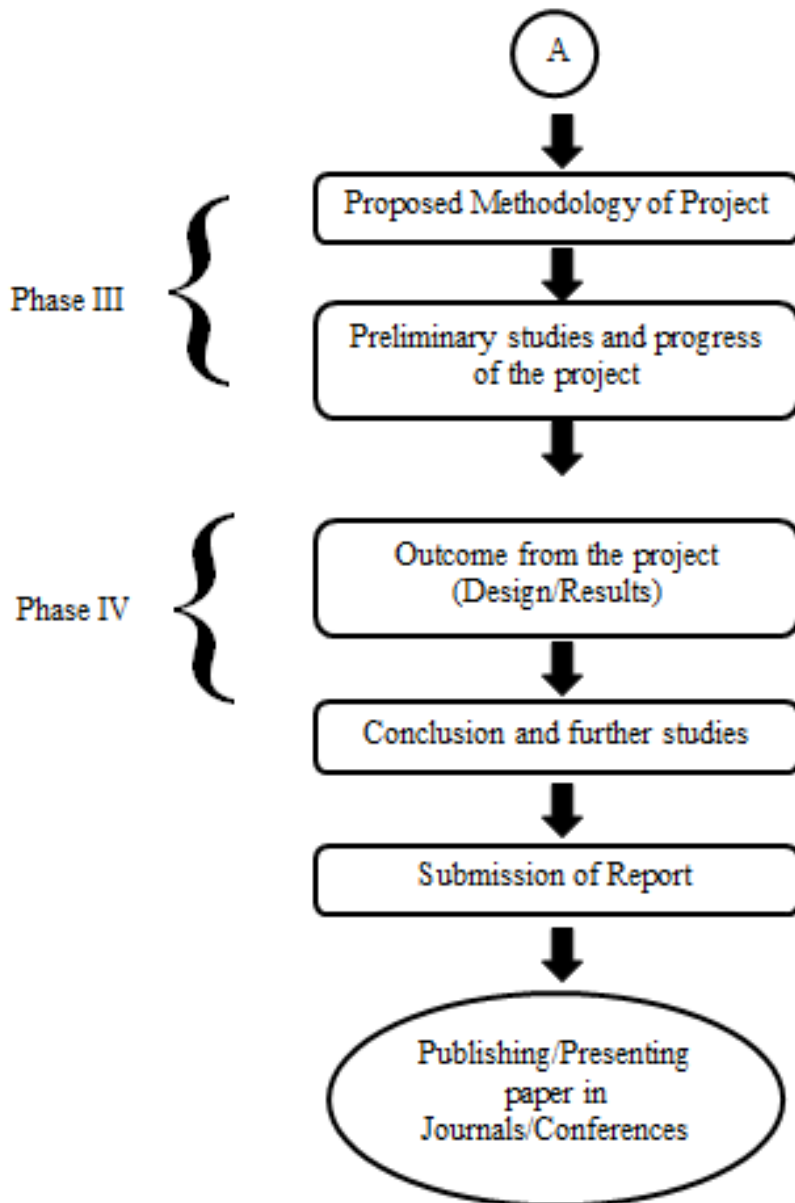 A
Proposed Methodology of Project
Phase III
Preliminary studies and progress
of the project
Outcome from the project
(Design/Results)
Phase IV
Conclusion and further studies
Submission of Report
Publishing/Presenting
paper in
Journals/Conferences